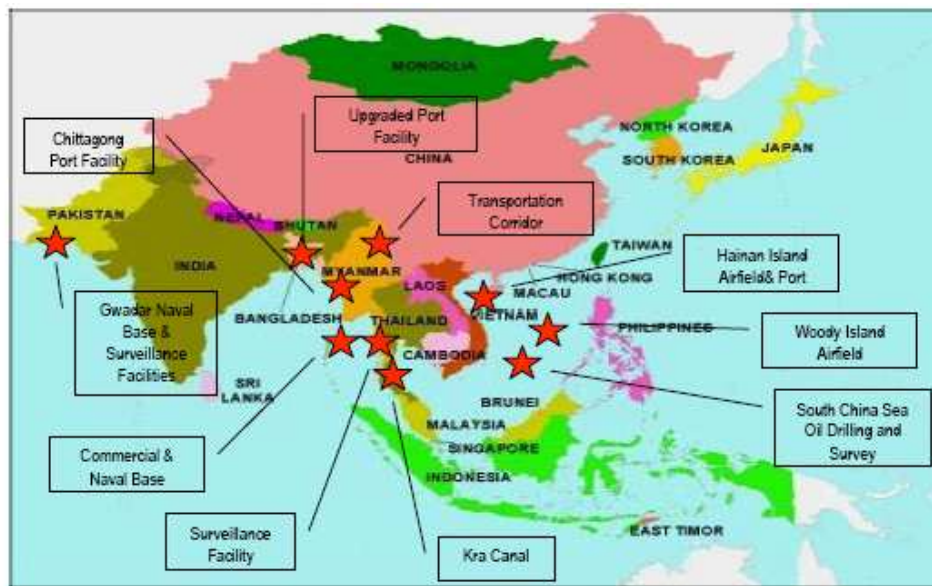 MONGOLIA
Upgraded Port
Facility
Chittagong
Port Facility
CHINA
NORTH KOREA
SOUTH KOREA
JAPAN
Transportation
Corridor
PAKISTAN
NEPAL
BHUTAN
TAIWAN
INDIA
MYANMAR
LAOS
HONG KONG
MACAU
Hainan Island
Airfield& Port
BANGLADESH
THAILAND
VIETNAM
PHILIPPINES
Gwadar Naval
Base &
Surveillance
Facilities
Woody Island
Airfield
CAMBODIA
SRI
LANKA
BRUNEI
MALAYSIA
SINGAPORE
INDONESIA
South China Sea
Oil Drilling and
Survey
Commercial &
Naval Base
Surveillance
Facility
Kra Canal
EAST TIMOR